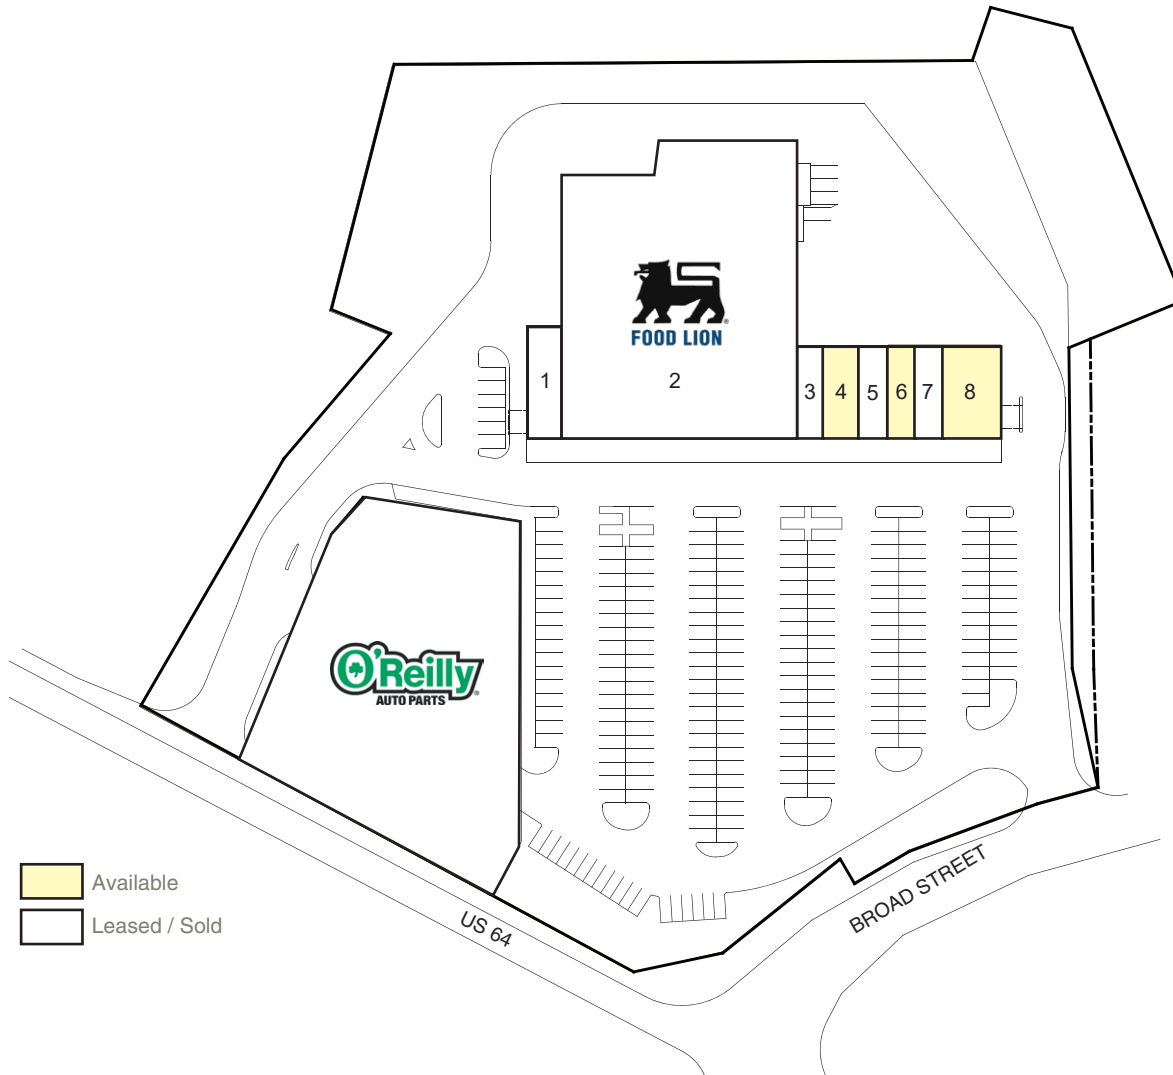 FOOD LION
1
2
3
4
5
6
7
8
O'Reilly
AUTO PARTS
Available
Leased / Sold
US 64
BROAD STREET